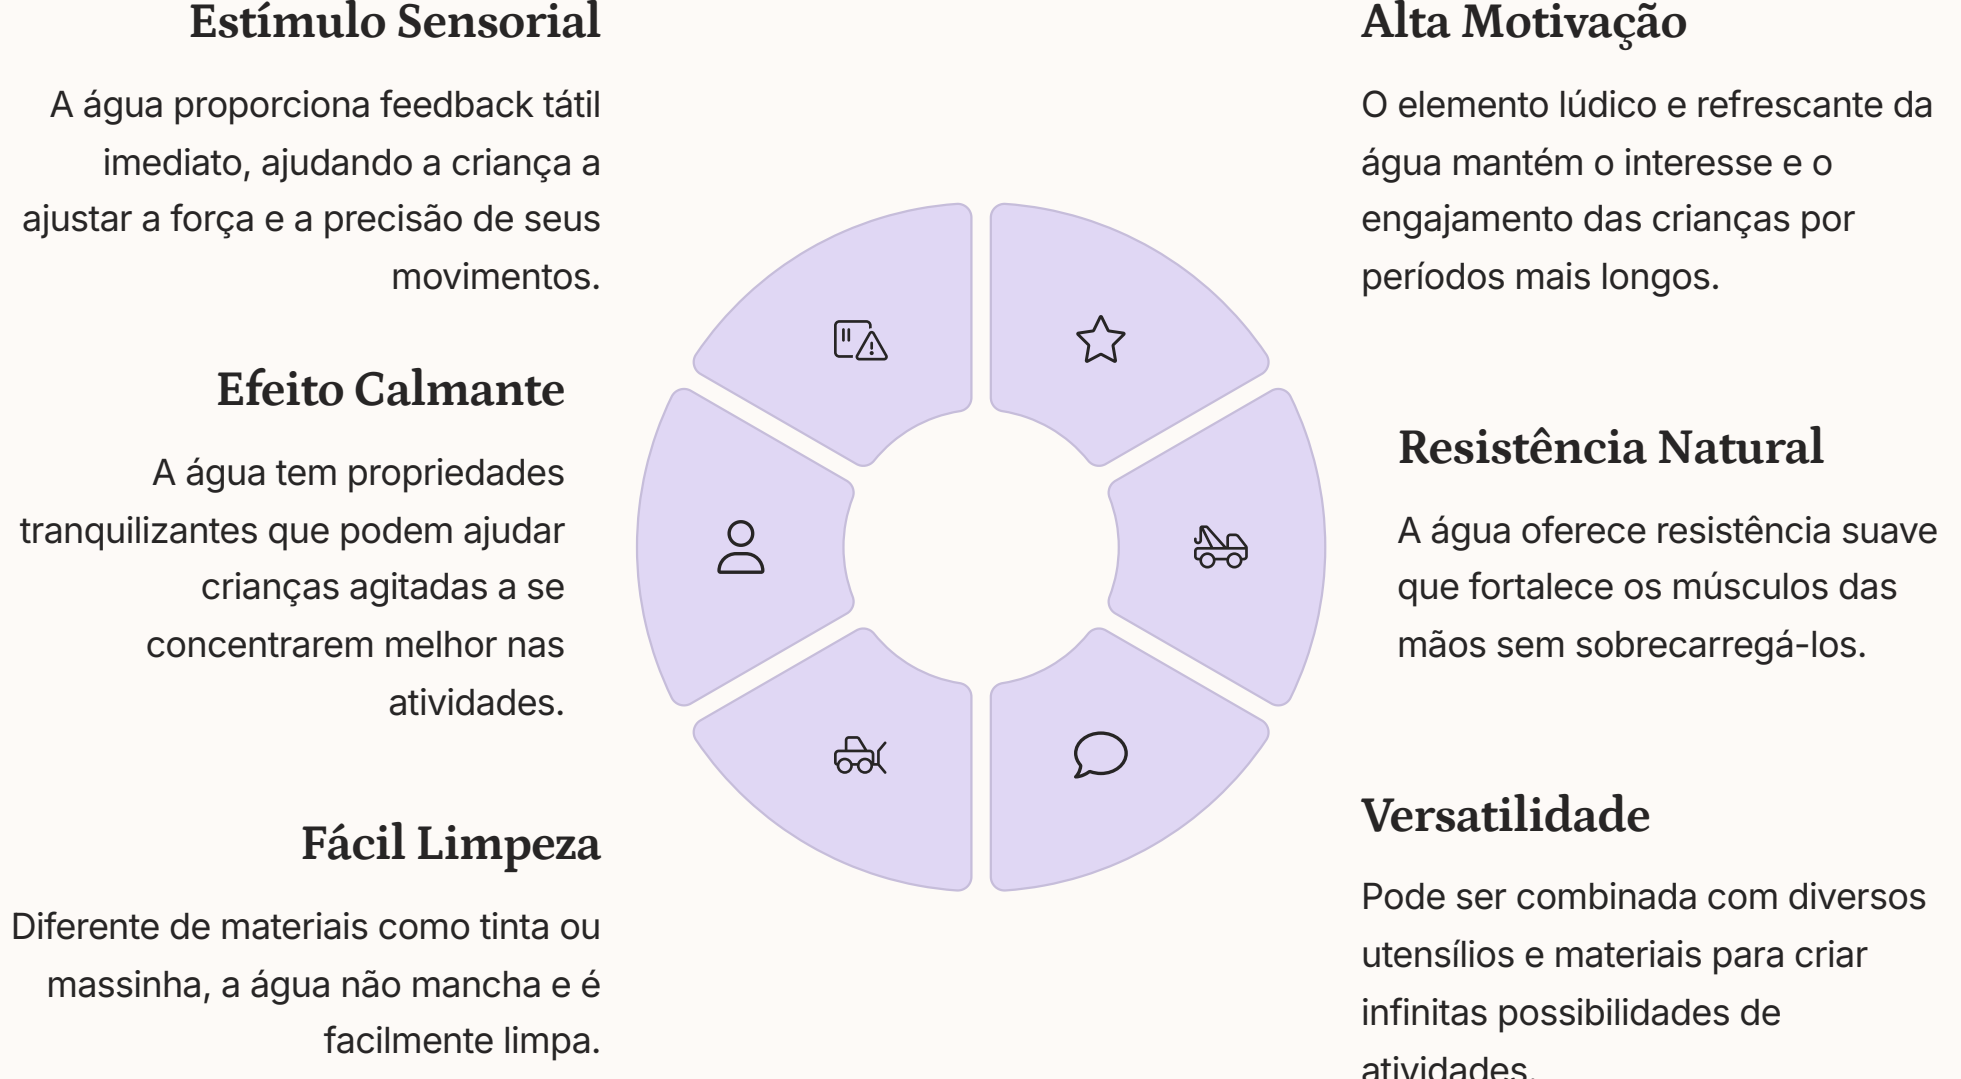 Estímulo Sensorial
A água proporciona feedback tátil
imediato, ajudando a criança a
ajustar a força e a precisão de seus
movimentos.
Efeito Calmante
A água tem propriedades
tranquilizantes que podem ajudar
crianças agitadas a se
concentrarem melhor nas
atividades.
Fácil Limpeza
Diferente de materiais como tinta ou
massinha, a água não mancha e é
facilmente limpa.
Alta Motivação
O elemento lúdico e refrescante da
água mantém o interesse e o
engajamento das crianças por
períodos mais longos.
Resistência Natural
A água oferece resistência suave
que fortalece os músculos das
mãos sem sobrecarregá-los.
Versatilidade
Pode ser combinada com diversos
utensílios e materiais para criar
infinitas possibilidades de
atividades.